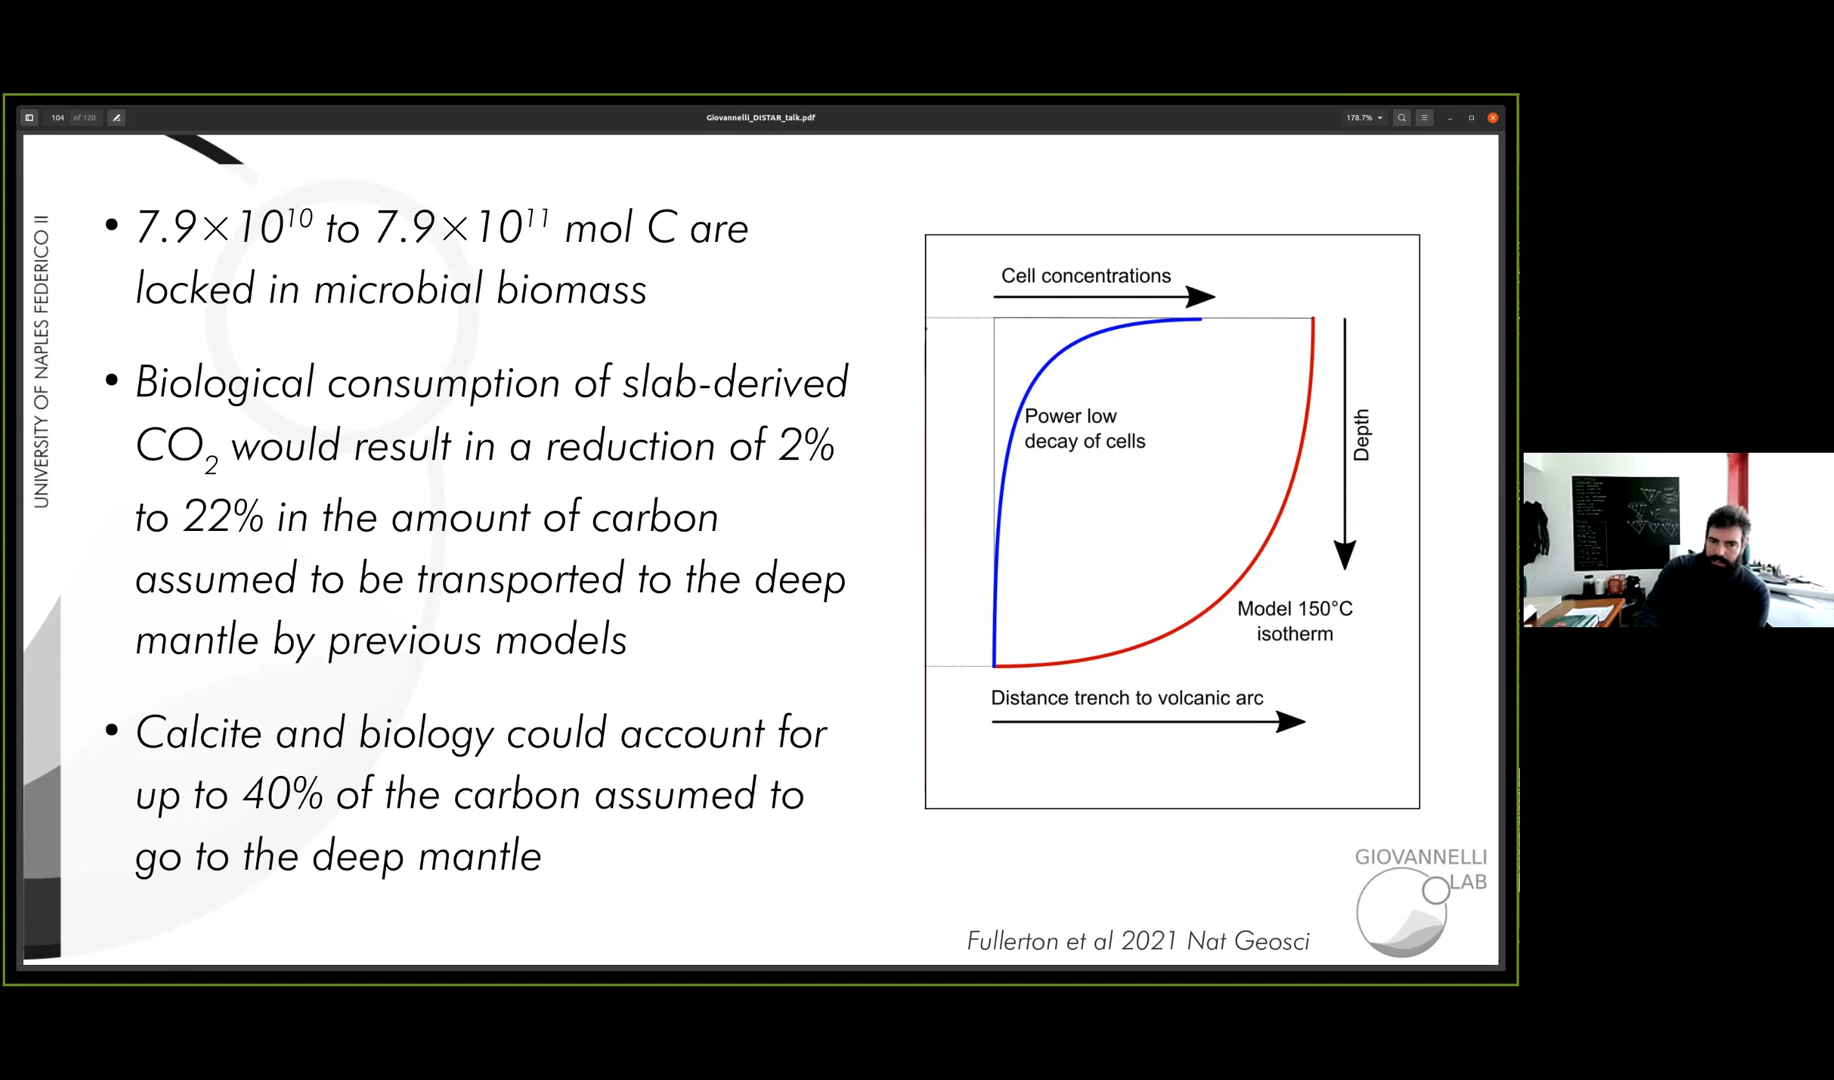 104 of 120
Giovannelli_DISTAR_talk.pdf
178.7%
UNIVERSITY OF NAPLES FEDERICO II
• 7.9×10¹⁰ to 7.9×10¹¹ mol C are
locked in microbial biomass
• Biological consumption of slab-derived
CO₂ would result in a reduction of 2%
to 22% in the amount of carbon
assumed to be transported to the deep
mantle by previous models
• Calcite and biology could account for
up to 40% of the carbon assumed to
go to the deep mantle
Cell concentrations
Power low
decay of cells
Depth
Model 150°C
isotherm
Distance trench to volcanic arc
GIOVANNELLI
LAB
Fullerton et al 2021 Nat Geosci